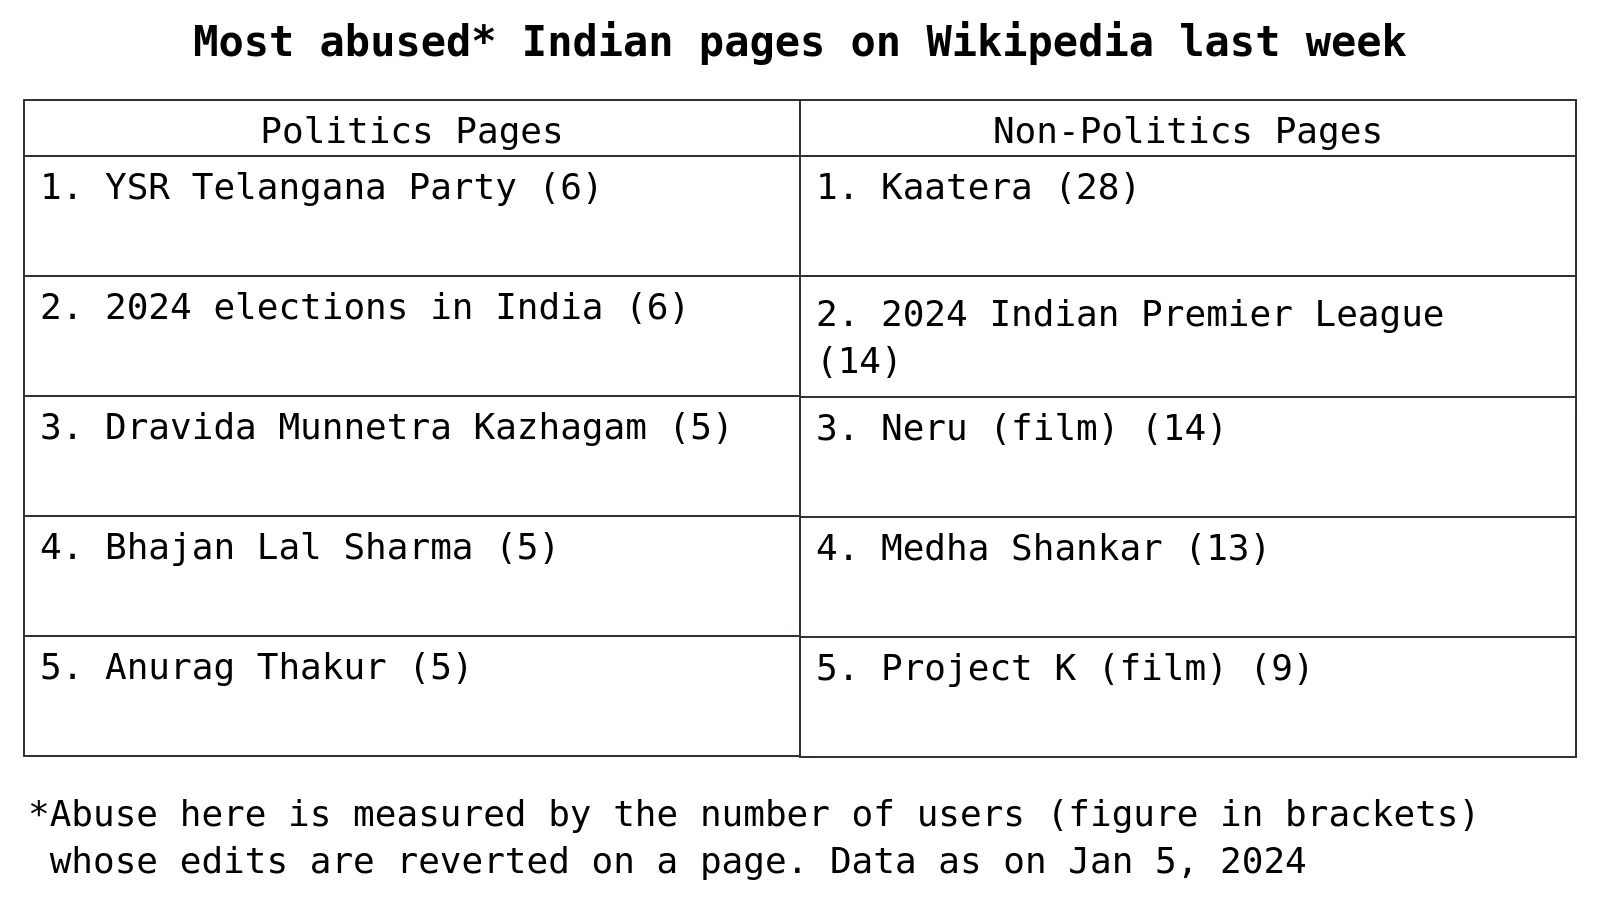 Most abused* Indian pages on Wikipedia last week
Politics Pages
Non-Politics Pages
1. YSR Telangana Party (6)
1. Kaatera (28)
2. 2024 elections in India (6)
2. 2024 Indian Premier League
(14)
3. Dravida Munnetra Kazhagam (5)
3. Neru (film) (14)
4. Bhajan Lal Sharma (5)
4. Medha Shankar (13)
5. Anurag Thakur (5)
5. Project K (film) (9)
*Abuse here is measured by the number of users (figure in brackets)
whose edits are reverted on a page. Data as on Jan 5, 2024